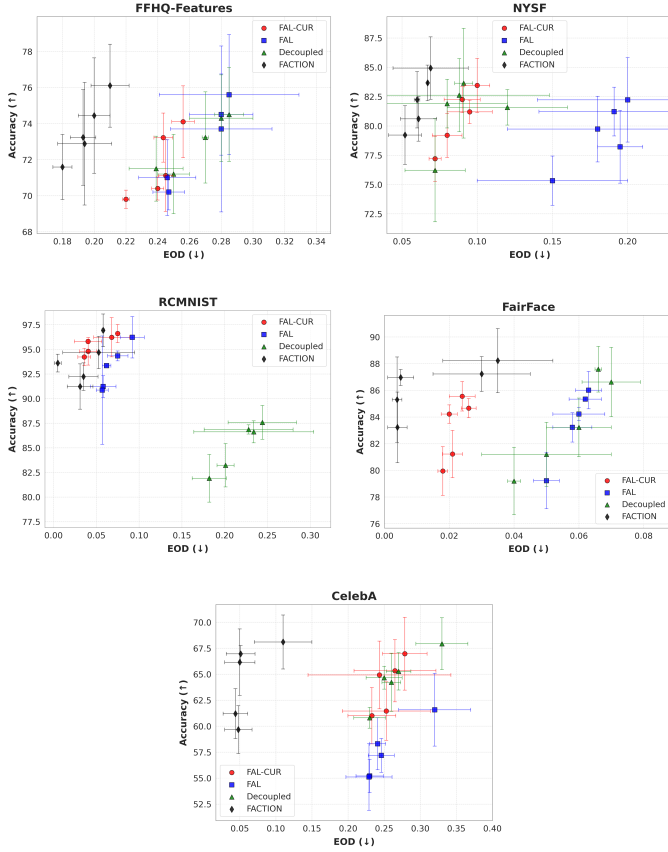 FFHQ-Features
Accuracy (↑)
78
76
74
72
70
68
FAL-CUR
FAL
Decoupled
FACTION
0.18 0.20 0.22 0.24 0.26 0.28 0.30 0.32 0.34
EOD (↓)
NYSF
Accuracy (↑)
87.5
85.0
82.5
80.0
77.5
75.0
72.5
FAL-CUR
FAL
Decoupled
FACTION
0.05 0.10 0.15 0.20
EOD (↓)
RCMNIST
Accuracy (↑)
97.5
95.0
92.5
90.0
87.5
85.0
82.5
80.0
77.5
FAL-CUR
FAL
Decoupled
FACTION
0.00 0.05 0.10 0.15 0.20 0.25 0.30
EOD (↓)
FairFace
Accuracy (↑)
90
88
86
84
82
80
78
76
FAL-CUR
FAL
Decoupled
FACTION
0.00 0.02 0.04 0.06 0.08
EOD (↓)
CelebA
Accuracy (↑)
70.0
67.5
65.0
62.5
60.0
57.5
55.0
52.5
FAL-CUR
FAL
Decoupled
FACTION
0.05 0.10 0.15 0.20 0.25 0.30 0.35 0.40
EOD (↓)